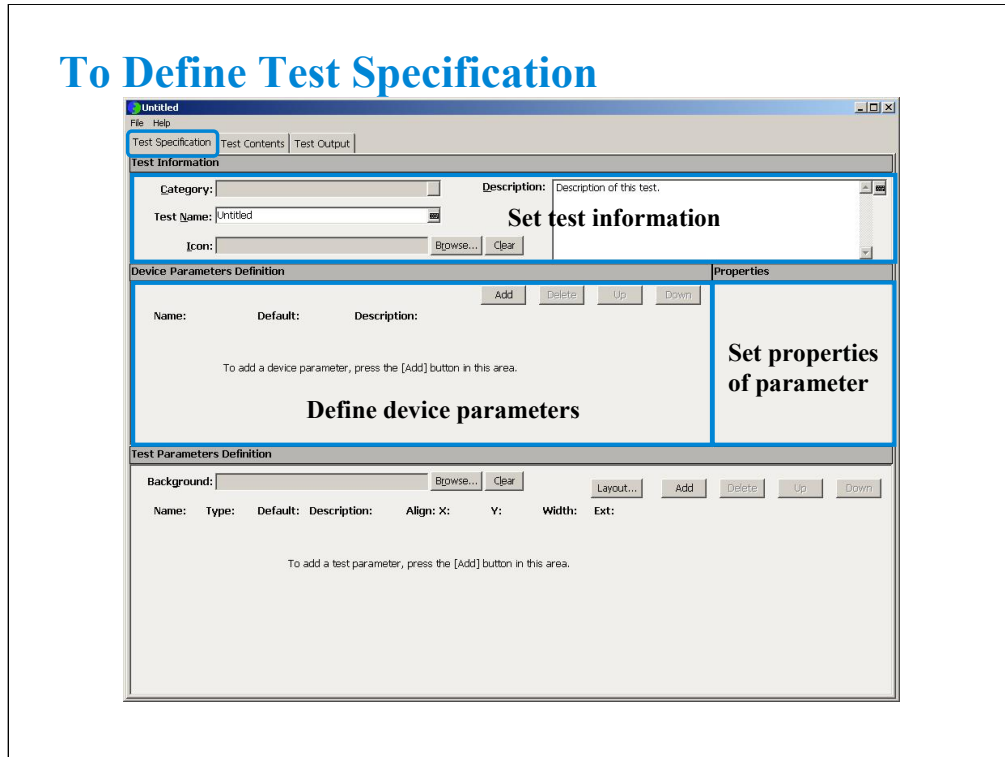 To Define Test Specification
Untitled
File Help
Test Specification Test Contents Test Output
Test Information
Category:
Description: Description of this test.
Test Name: Untitled
Set test information
Icon: Browse... Clear
Device Parameters Definition
Properties
Add Delete Up Down
Name: Default: Description:
To add a device parameter, press the [Add] button in this area.
Set properties
of parameter
Define device parameters
Test Parameters Definition
Background: Browse... Clear
Layout... Add Delete Up Down
Name: Type: Default: Description: Align: X: Y: Width: Ext:
To add a test parameter, press the [Add] button in this area.